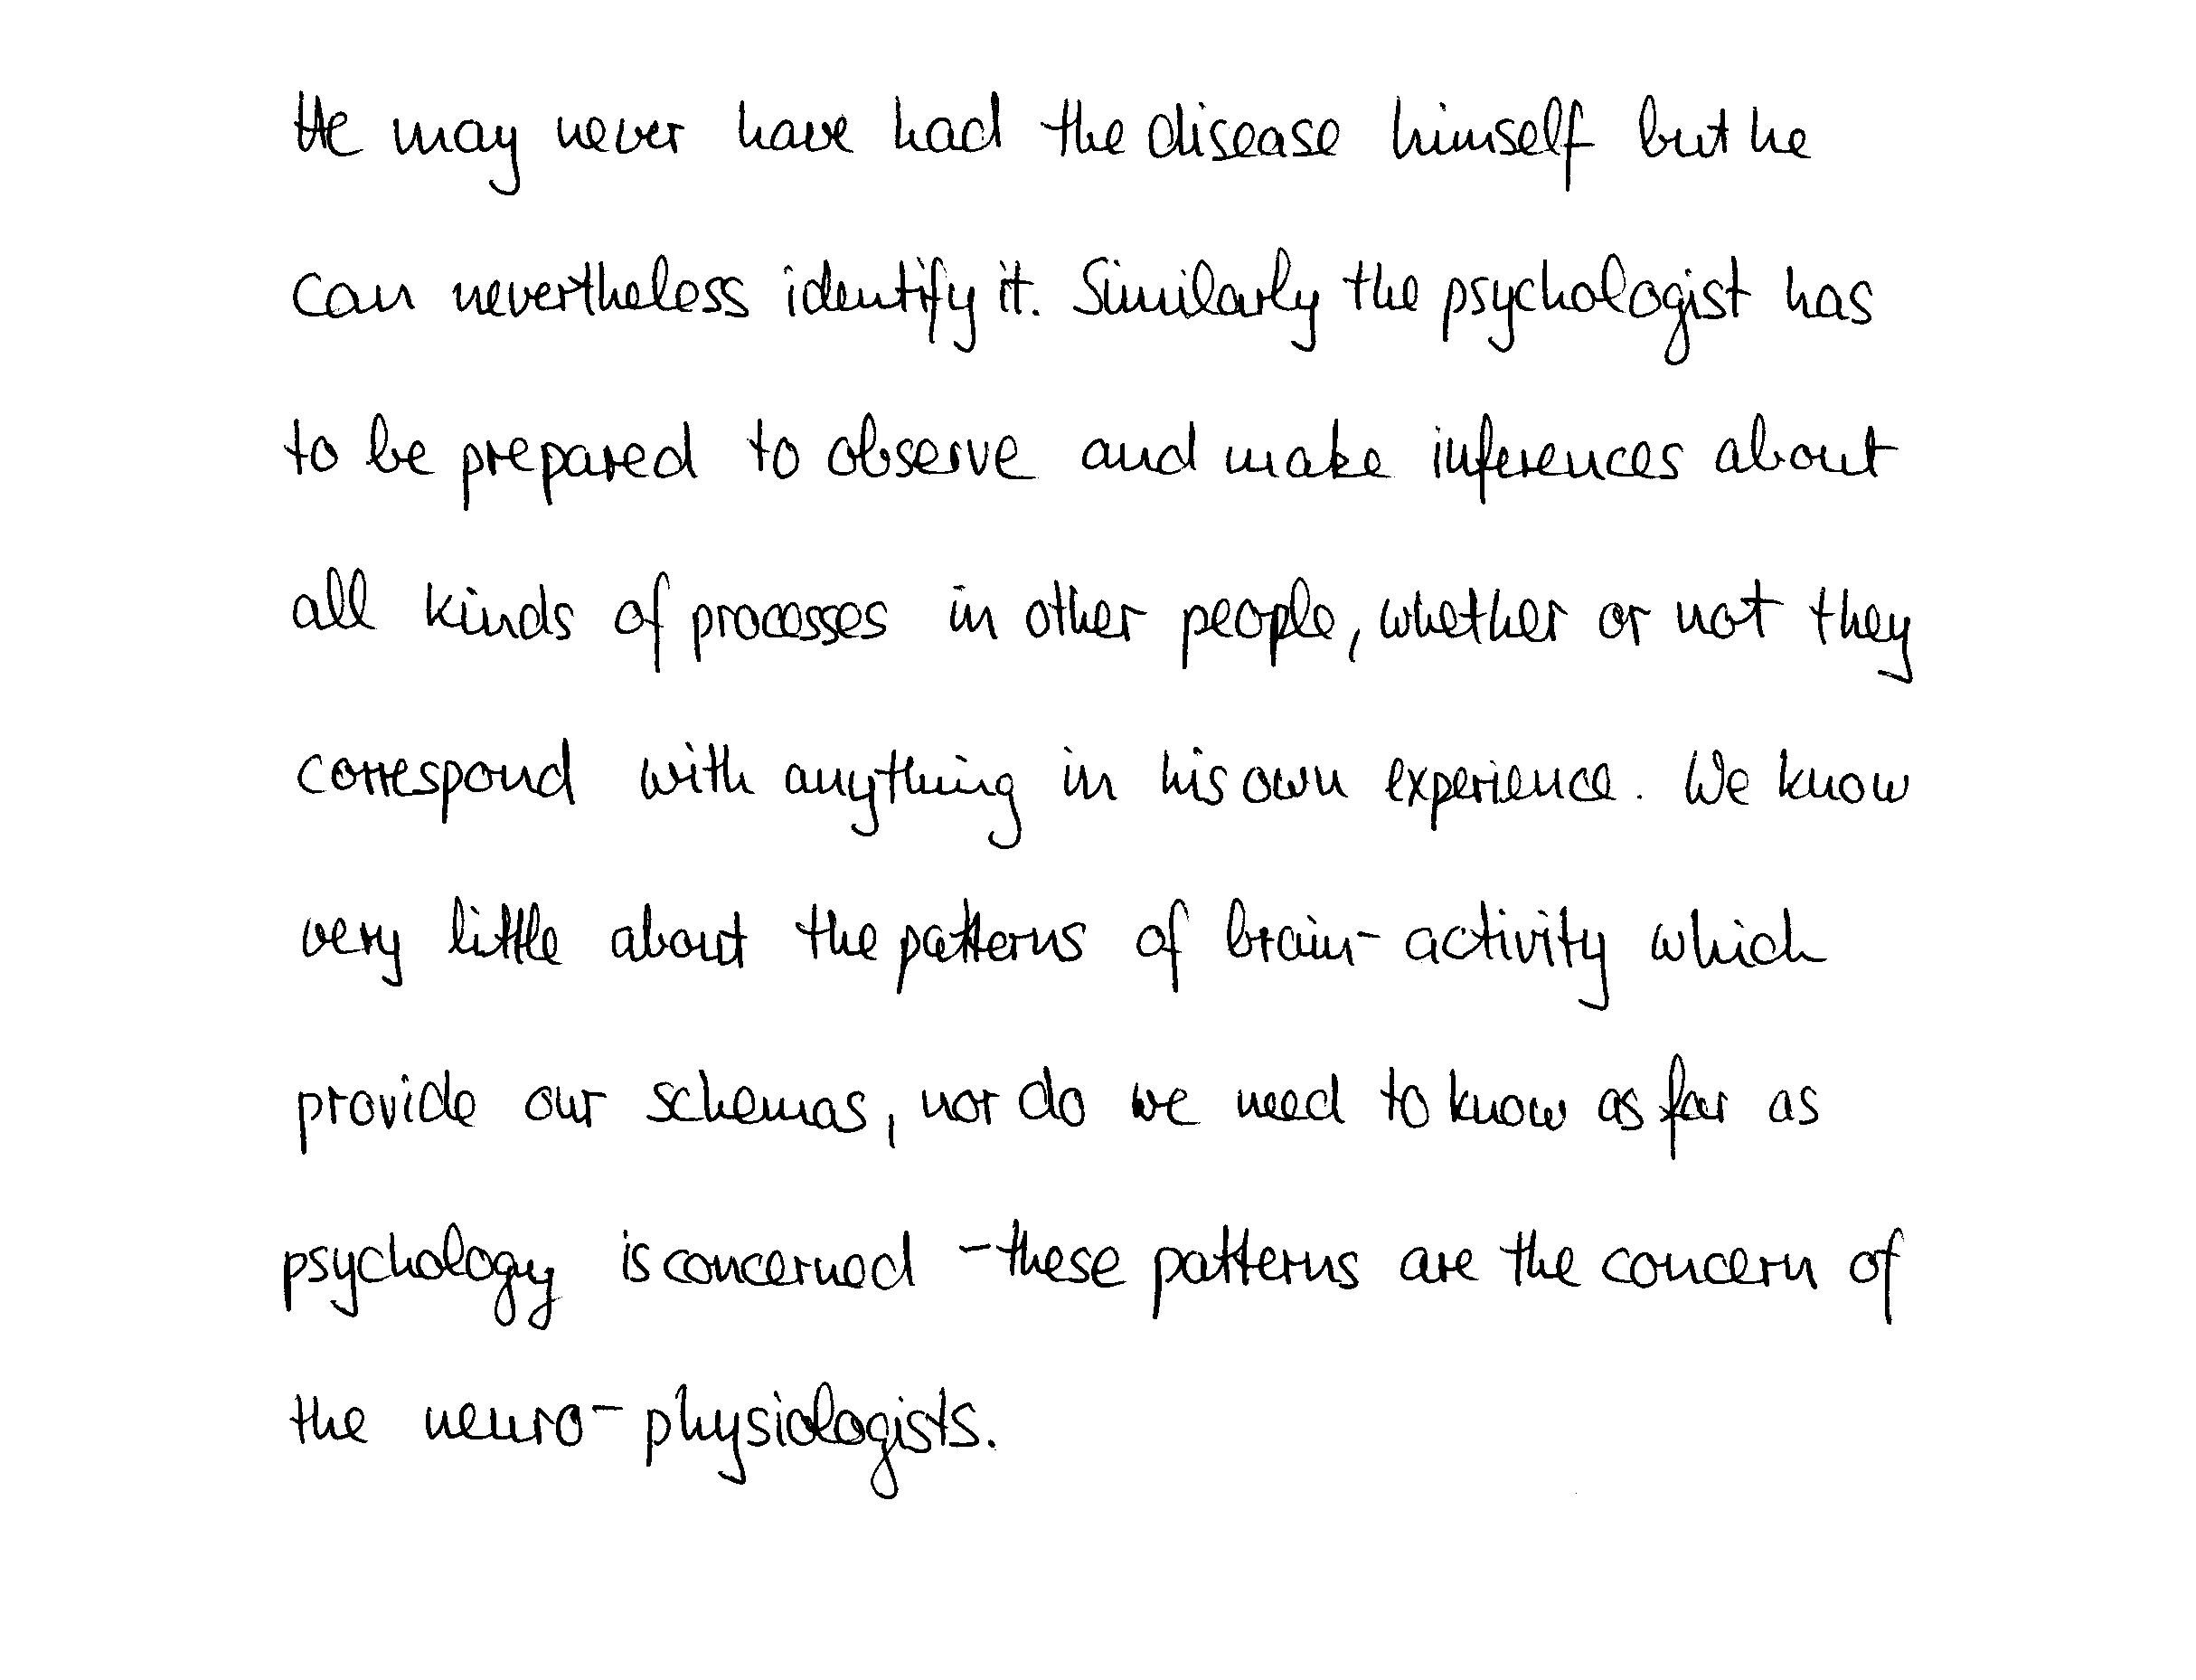 He may never have had the disease himself but he
can nevertheless identify it. Similarly the psychologist has
to be prepared to observe and make inferences about
all kinds of processes in other people, whether or not they
correspond with anything in his own experience. We know
very little about the patterns of brain-activity which
provide our schemas, nor do we need to know as far as
psychology is concerned - these patterns are the concern of
the neuro-physiologists.